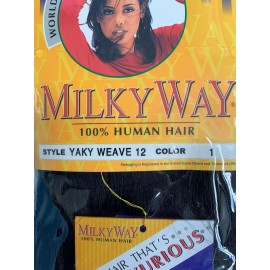 WORLD
MILKY WAY
100% HUMAN HAIR
STYLE YAKY WEAVE 12 COLOR 1
MILKY WAY
100% HUMAN HAIR
HAIR THAT'S
URIOUS